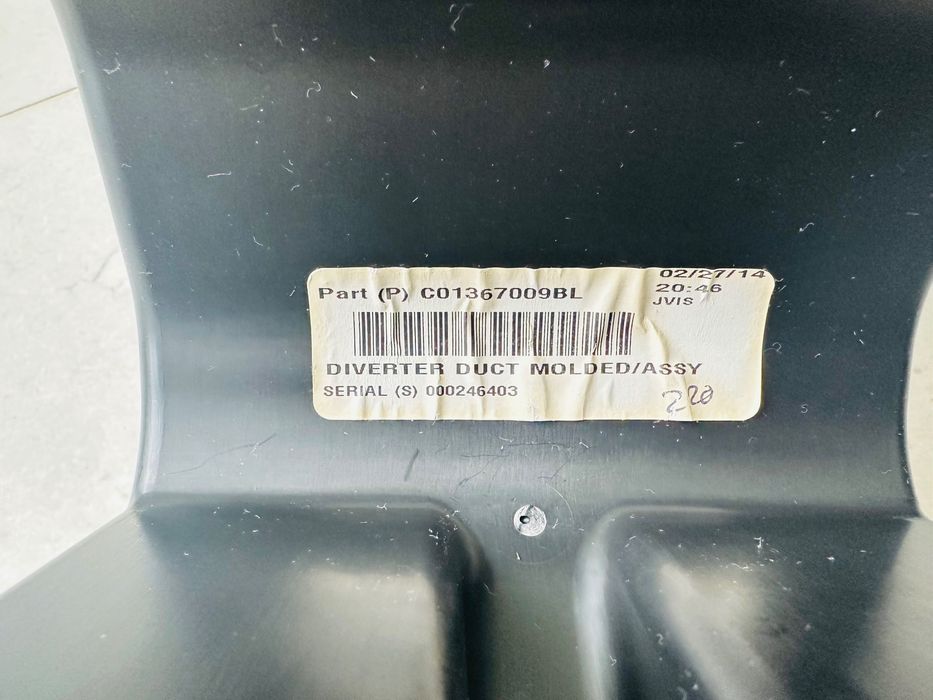 02/27/14
Part (P) C01367009BL 20:46
JVIS
DIVERTER DUCT MOLDED/ASSY
SERIAL (S) 000246403
220